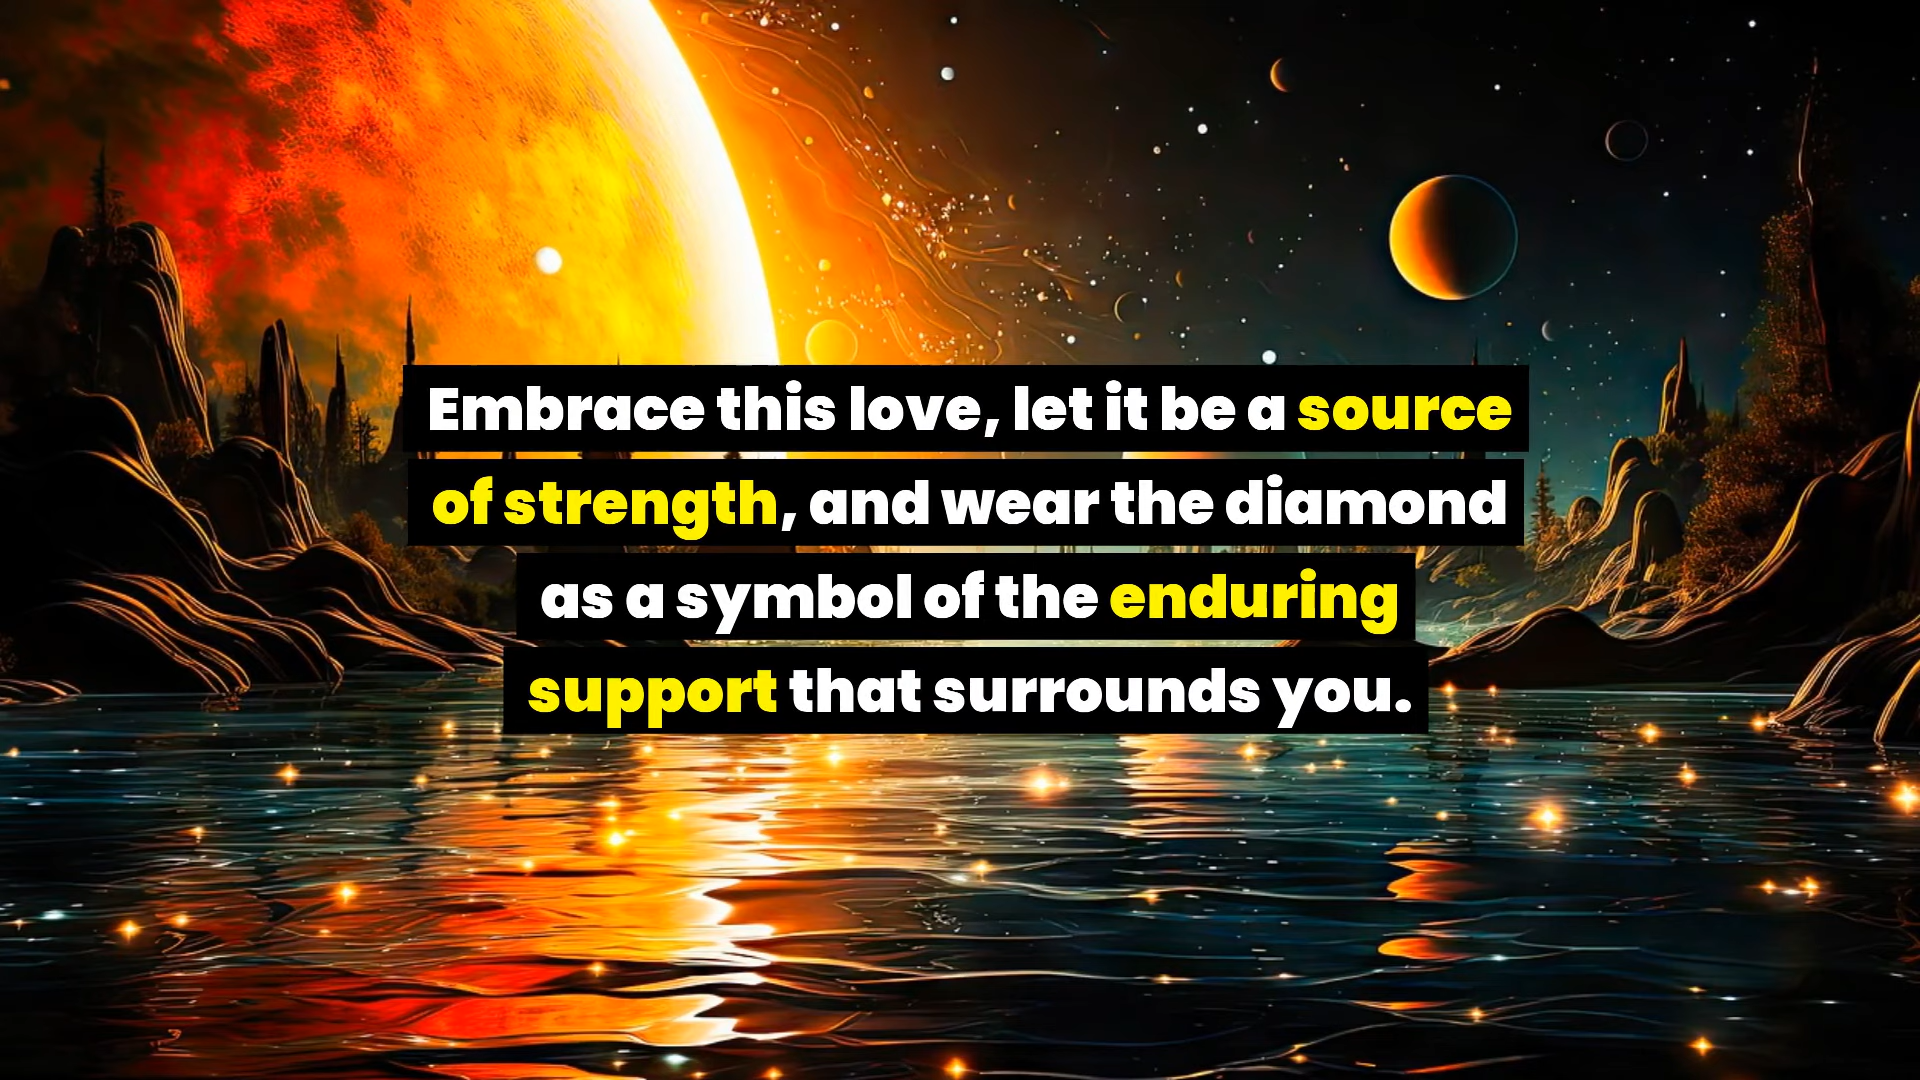 Embrace this love, let it be a source
of strength, and wear the diamond
as a symbol of the enduring
support that surrounds you.